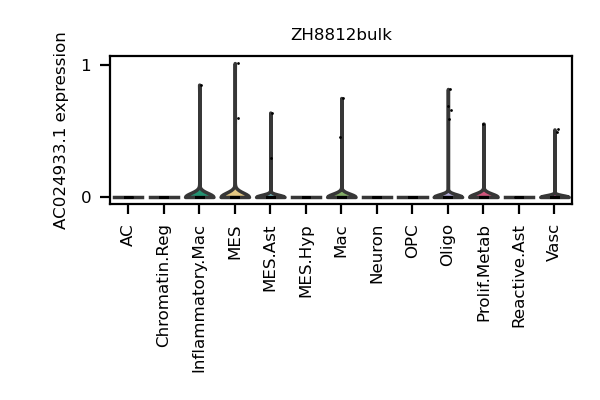 ZH8812bulk
AC024933.1 expression
1
0
AC
Chromatin.Reg
Inflammatory.Mac
MES
MES.Ast
MES.Hyp
Mac
Neuron
OPC
Oligo
Prolif.Metab
Reactive.Ast
Vasc